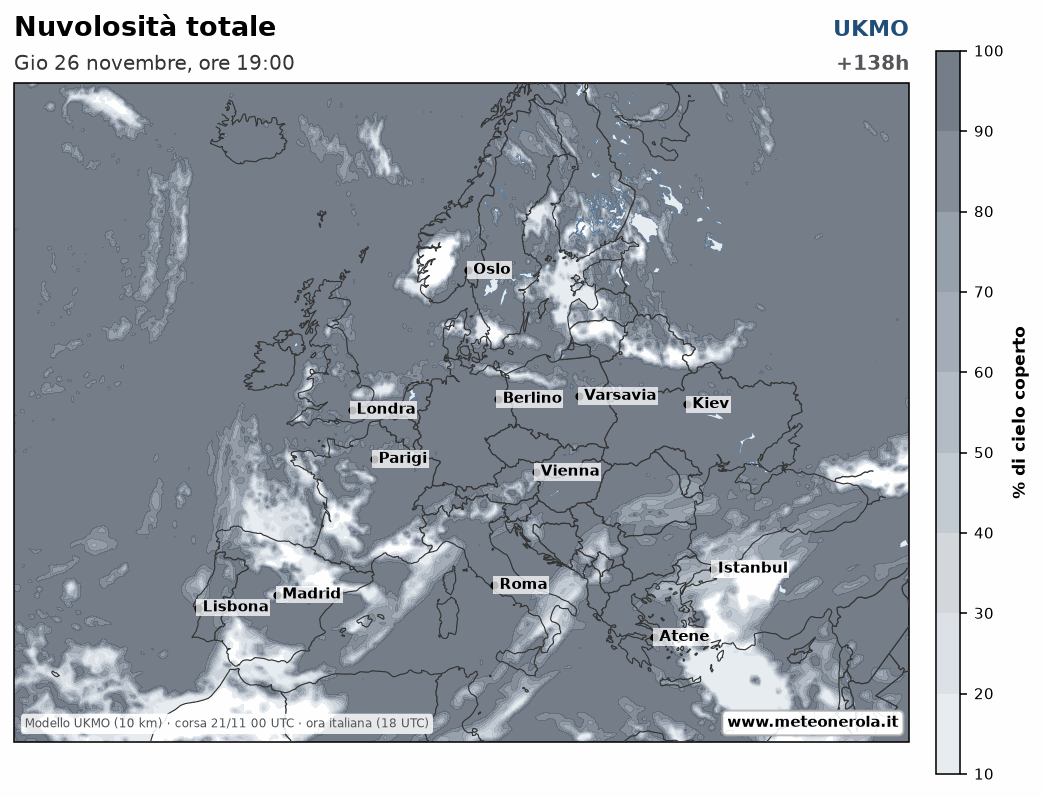 Nuvolosità totale
UKMO
Gio 26 novembre, ore 19:00
+138h
100
90
80
70
60
50
40
30
20
10
% di cielo coperto
Oslo
Londra
Berlino
Varsavia
Kiev
Parigi
Vienna
Istanbul
Roma
Madrid
Lisbona
Atene
Modello UKMO (10 km) · corsa 21/11 00 UTC · ora italiana (18 UTC)
www.meteonerola.it